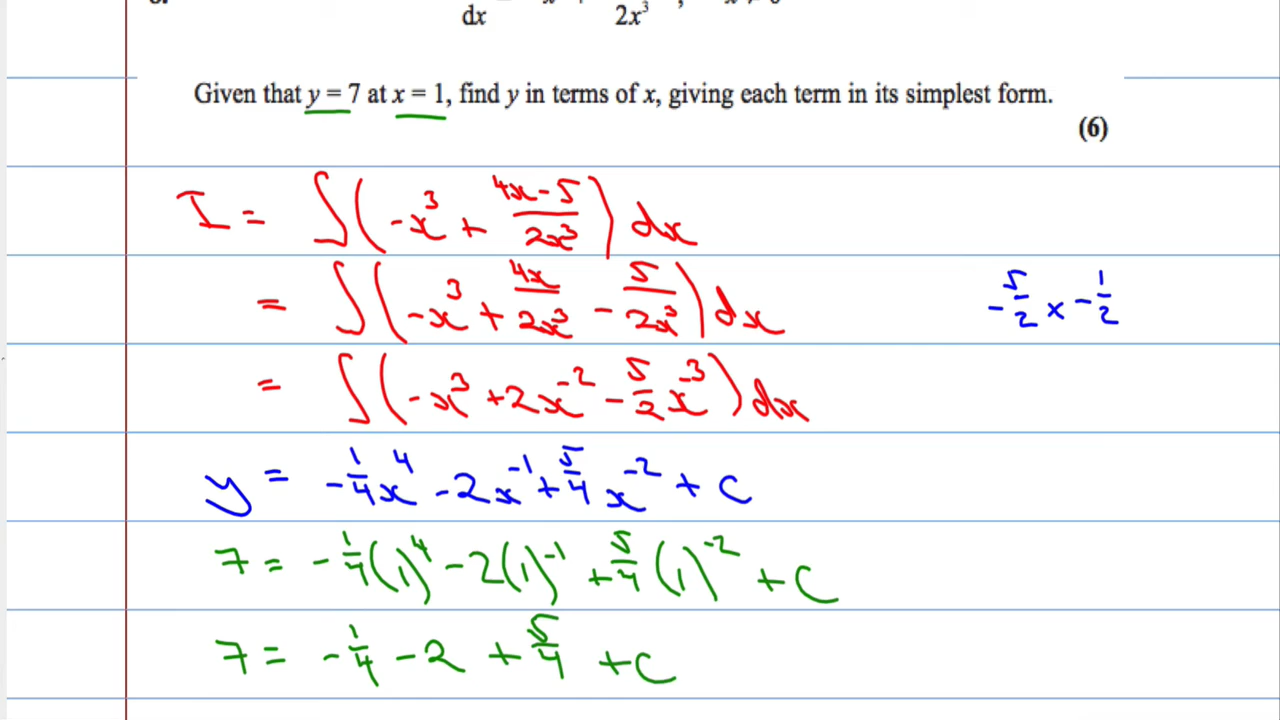 dx 2x³
Given that y = 7 at x = 1, find y in terms of x, giving each term in its simplest form.
(6)
I = ∫(-x³ + (4x-5)/(2x³)) dx
= ∫(-x³ + 4x/(2x³) - 5/(2x³)) dx
-5/2 × -1/2
= ∫(-x³ + 2x⁻² - 5/2 x⁻³) dx
y = -1/4 x⁴ - 2x⁻¹ + 5/4 x⁻² + c
7 = -1/4 (1)⁴ - 2(1)⁻¹ + 5/4 (1)⁻² + c
7 = -1/4 - 2 + 5/4 + c